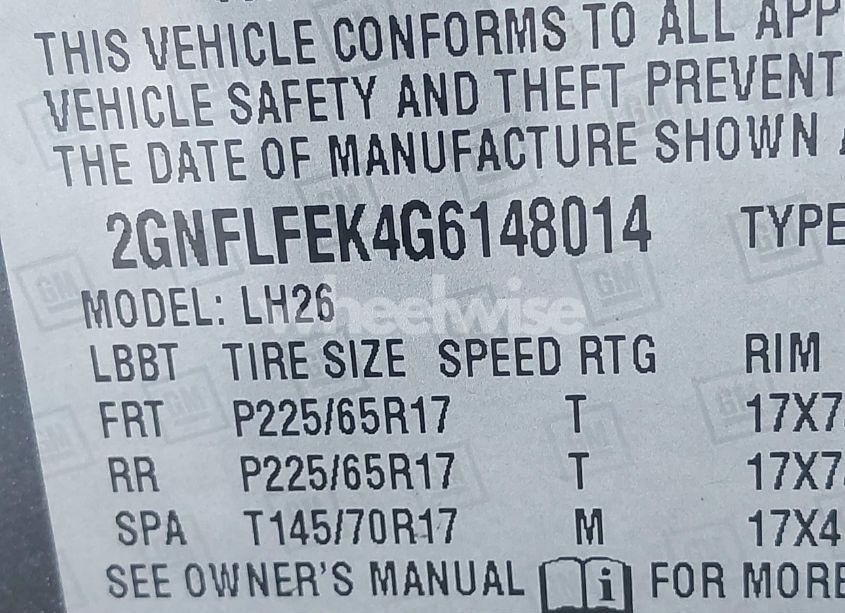 THIS VEHICLE CONFORMS TO ALL APP
VEHICLE SAFETY AND THEFT PREVENT
THE DATE OF MANUFACTURE SHOWN
2GNFLFEK4G6148014 TYPE
MODEL: LH26
wheelwise
LBBT TIRE SIZE SPEED RTG RIM
FRT P225/65R17 T 17X7
RR P225/65R17 T 17X7
SPA T145/70R17 M 17X4
SEE OWNER'S MANUAL i FOR MORE